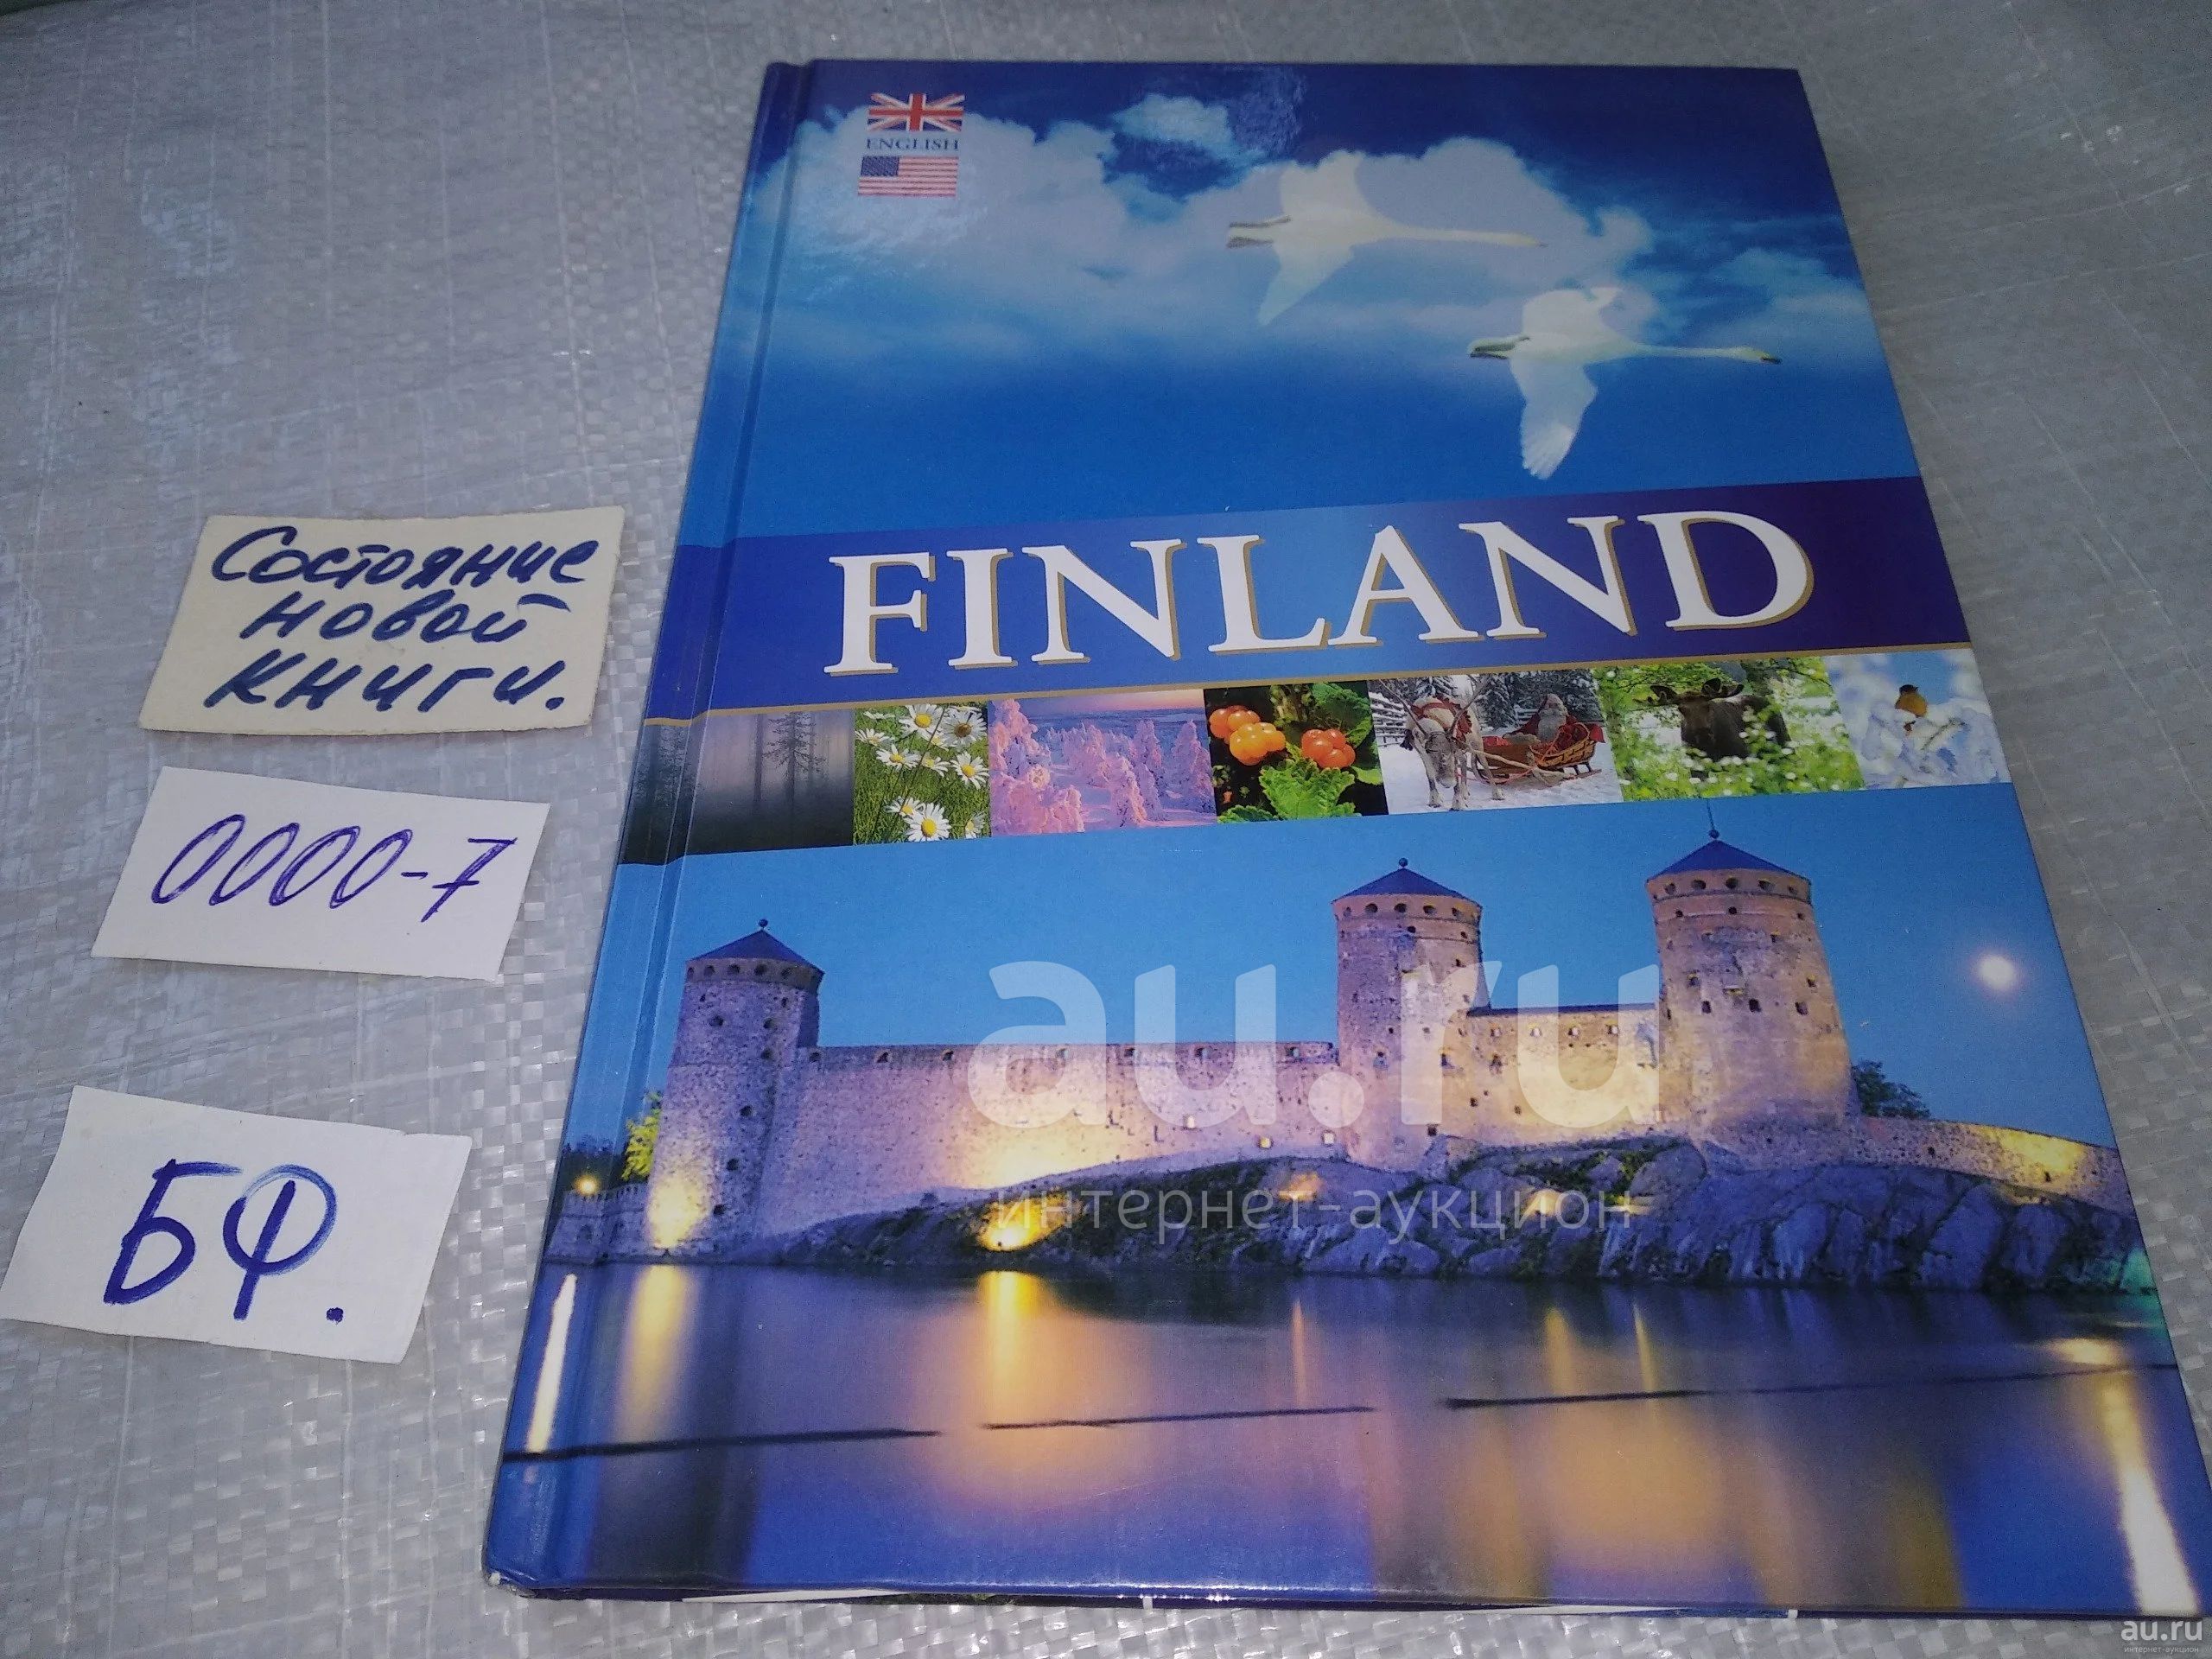 ENGLISH
FINLAND
Состояние
новой
книги.
0000-7
БФ.
au.ru
интернет-аукцион
au.ru
интернет-аукцион